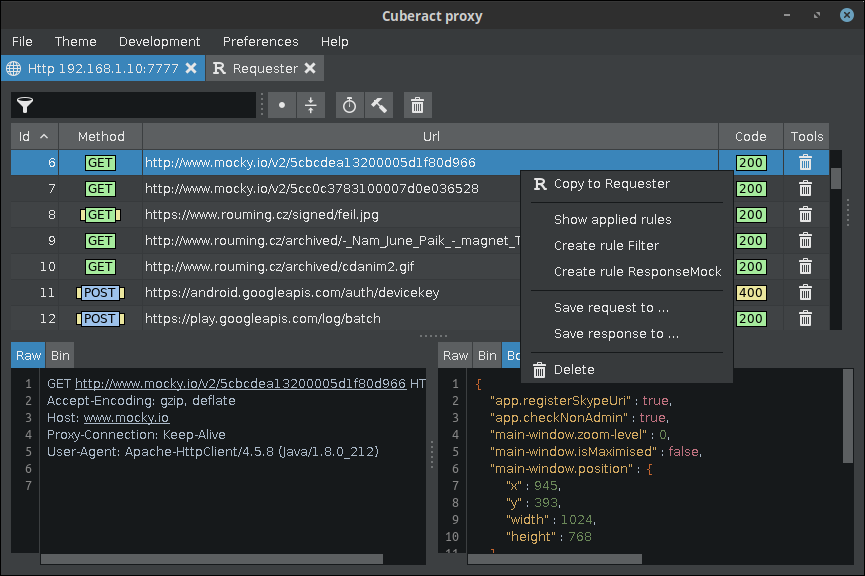 Cuberact proxy
File Theme Development Preferences Help
Http 192.168.1.10:7777 R Requester
Id Method Url Code Tools
6 GET http://www.mocky.io/v2/5cbcdea13200005d1f80d966 200
7 GET http://www.mocky.io/v2/5cc0c3783100007d0e036528 200
8 GET https://www.rouming.cz/signed/feil.jpg 200
9 GET http://www.rouming.cz/archived/-_Nam_June_Paik_-_magnet_T 200
10 GET http://www.rouming.cz/archived/cdanim2.gif 200
11 POST https://android.googleapis.com/auth/devicekey 400
12 POST https://play.googleapis.com/log/batch 200
R Copy to Requester
Show applied rules
Create rule Filter
Create rule ResponseMock
Save request to ...
Save response to ...
Delete
Raw Bin
1 GET http://www.mocky.io/v2/5cbcdea13200005d1f80d966 HT
2 Accept-Encoding: gzip, deflate
3 Host: www.mocky.io
4 Proxy-Connection: Keep-Alive
5 User-Agent: Apache-HttpClient/4.5.8 (Java/1.8.0_212)
6
7
Raw Bin Bo
1 {
2 "app.registerSkypeUri" : true,
3 "app.checkNonAdmin" : true,
4 "main-window.zoom-level" : 0,
5 "main-window.isMaximised" : false,
6 "main-window.position" : {
7 "x" : 945,
8 "y" : 393,
9 "width" : 1024,
10 "height" : 768
11